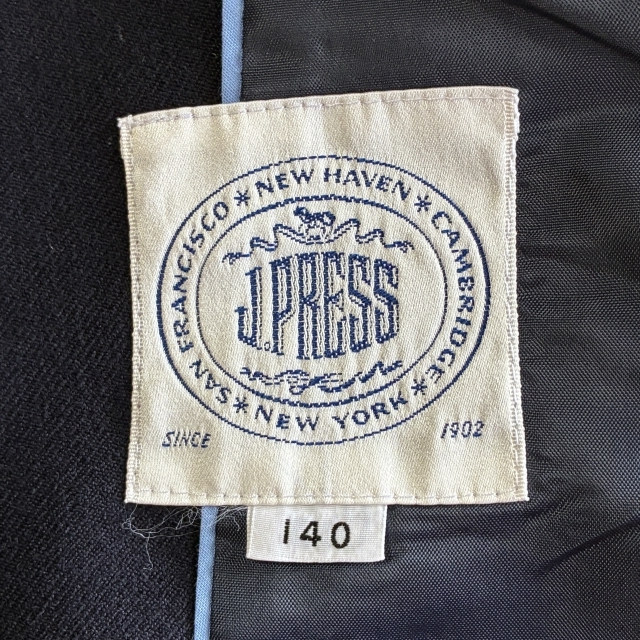 SAN FRANCISCO * NEW HAVEN * CAMBRIDGE * NEW YORK *
J.PRESS
SINCE 1902
140